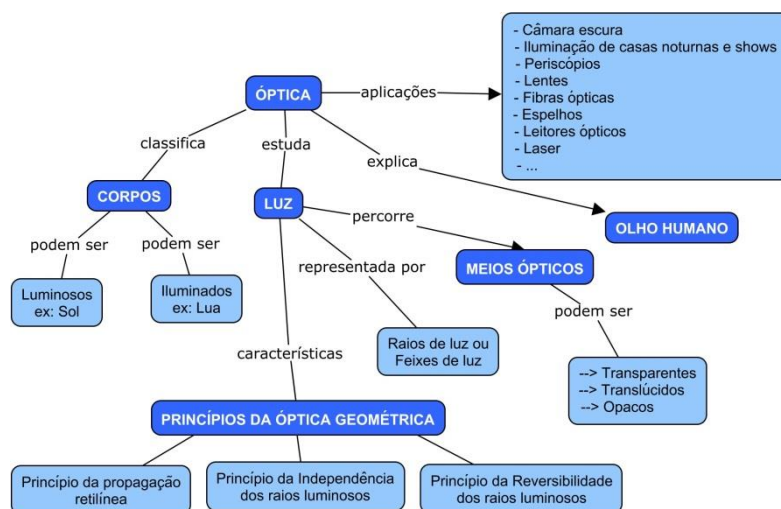 - Câmara escura
- Iluminação de casas noturnas e shows
- Periscópios
- Lentes
- Fibras ópticas
- Espelhos
- Leitores ópticos
- Laser
- ...
ÓPTICA
aplicações
classifica
estuda
explica
CORPOS
LUZ
percorre
OLHO HUMANO
podem ser
podem ser
representada por
MEIOS ÓPTICOS
Luminosos
ex: Sol
Iluminados
ex: Lua
podem ser
características
Raios de luz ou
Feixes de luz
--> Transparentes
--> Translúcidos
--> Opacos
PRINCÍPIOS DA ÓPTICA GEOMÉTRICA
Princípio da propagação
retilínea
Princípio da Independência
dos raios luminosos
Princípio da Reversibilidade
dos raios luminosos